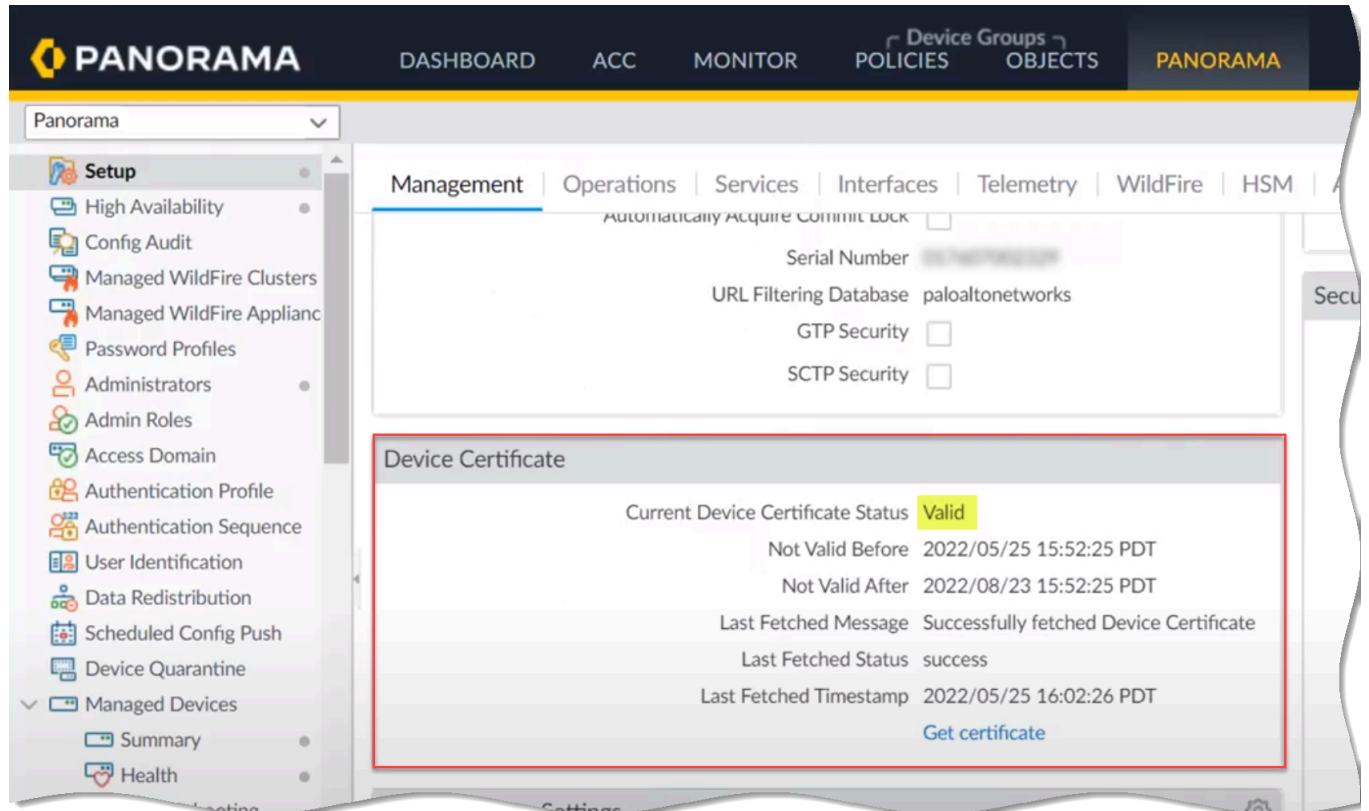 PANORAMA
DASHBOARD
ACC
MONITOR
Device Groups
POLICIES
OBJECTS
PANORAMA
Panorama
Setup
High Availability
Config Audit
Managed WildFire Clusters
Managed WildFire Applianc
Password Profiles
Administrators
Admin Roles
Access Domain
Authentication Profile
Authentication Sequence
User Identification
Data Redistribution
Scheduled Config Push
Device Quarantine
Managed Devices
Summary
Health
Management | Operations | Services | Interfaces | Telemetry | WildFire | HSM
Automatically Acquire Commit Lock
Serial Number
URL Filtering Database paloaltonetworks
GTP Security
SCTP Security
Secu
Device Certificate
Current Device Certificate Status Valid
Not Valid Before 2022/05/25 15:52:25 PDT
Not Valid After 2022/08/23 15:52:25 PDT
Last Fetched Message Successfully fetched Device Certificate
Last Fetched Status success
Last Fetched Timestamp 2022/05/25 16:02:26 PDT
Get certificate
Settings